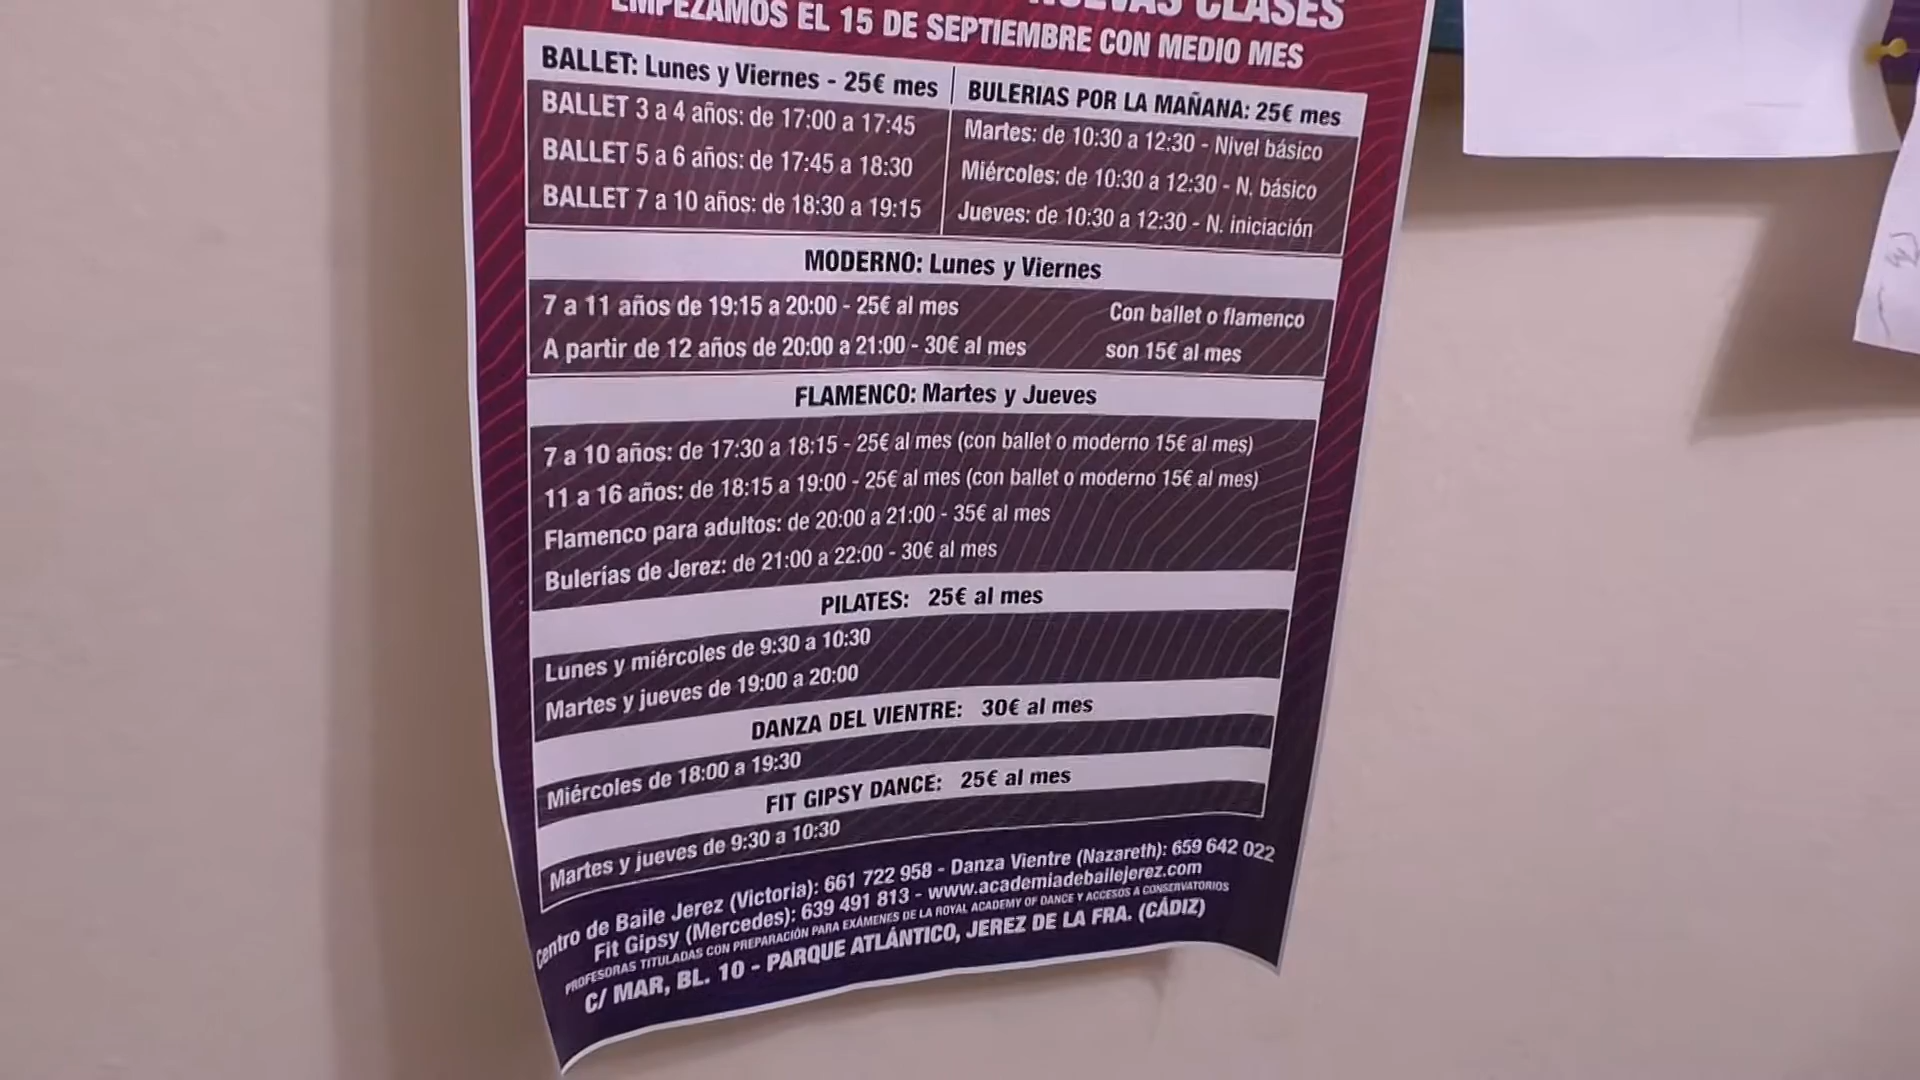 NUEVAS CLASES
EMPEZAMOS EL 15 DE SEPTIEMBRE CON MEDIO MES
BALLET: Lunes y Viernes - 25€ mes
BALLET 3 a 4 años: de 17:00 a 17:45
BALLET 5 a 6 años: de 17:45 a 18:30
BALLET 7 a 10 años: de 18:30 a 19:15
BULERIAS POR LA MAÑANA: 25€ mes
Martes: de 10:30 a 12:30 - Nivel básico
Miércoles: de 10:30 a 12:30 - N. básico
Jueves: de 10:30 a 12:30 - N. iniciación
MODERNO: Lunes y Viernes
7 a 11 años de 19:15 a 20:00 - 25€ al mes
A partir de 12 años de 20:00 a 21:00 - 30€ al mes
Con ballet o flamenco
son 15€ al mes
FLAMENCO: Martes y Jueves
7 a 10 años: de 17:30 a 18:15 - 25€ al mes (con ballet o moderno 15€ al mes)
11 a 16 años: de 18:15 a 19:00 - 25€ al mes (con ballet o moderno 15€ al mes)
Flamenco para adultos: de 20:00 a 21:00 - 35€ al mes
Bulerías de Jerez: de 21:00 a 22:00 - 30€ al mes
PILATES: 25€ al mes
Lunes y miércoles de 9:30 a 10:30
Martes y jueves de 19:00 a 20:00
DANZA DEL VIENTRE: 30€ al mes
Miércoles de 18:00 a 19:30
FIT GIPSY DANCE: 25€ al mes
Martes y jueves de 9:30 a 10:30
Centro de Baile Jerez (Victoria): 661 722 958 - Danza Vientre (Nazareth): 659 642 022
Fit Gipsy (Mercedes): 639 491 813 - www.academiadebailejerez.com
PROFESORAS TITULADAS CON PREPARACIÓN PARA EXÁMENES DE LA ROYAL ACADEMY OF DANCE Y ACCESOS A CONSERVATORIOS
C/ MAR, BL. 10 - PARQUE ATLÁNTICO, JEREZ DE LA FRA. (CÁDIZ)